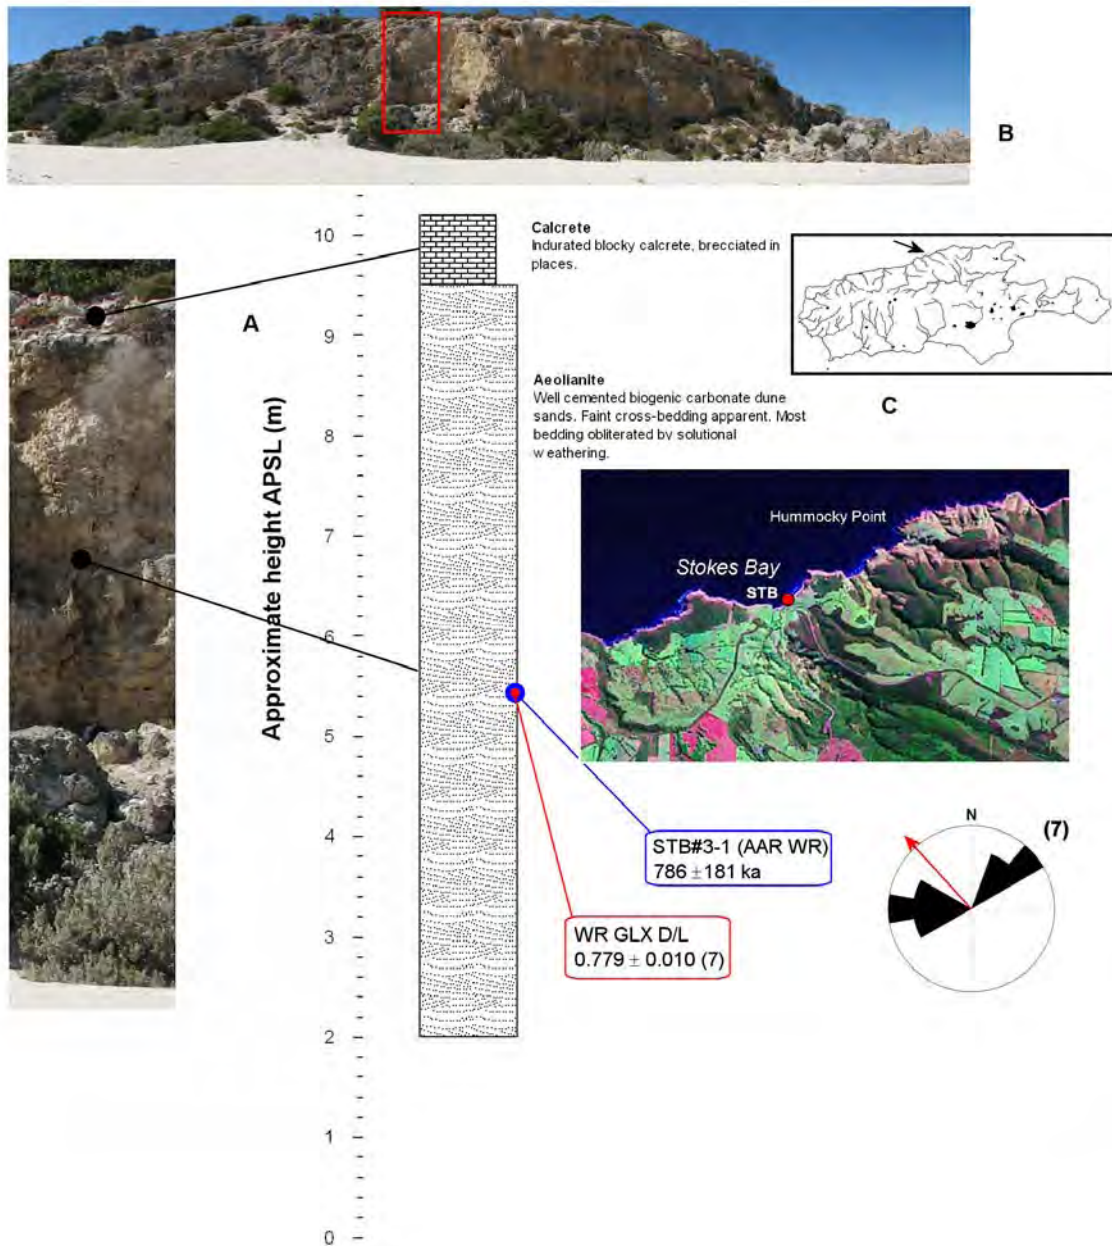 B
10
9
8
7
6
5
4
3
2
1
0
Approximate height APSL (m)
A
Calcrete
Indurated blocky calcrete, brecciated in
places.
Aeolianite
Well cemented biogenic carbonate dune
sands. Faint cross-bedding apparent. Most
bedding obliterated by solutional
weathering.
C
Hummocky Point
Stokes Bay
STB
STB#3-1 (AAR WR)
786 ±181 ka
WR GLX D/L
0.779 ± 0.010 (7)
N
(7)